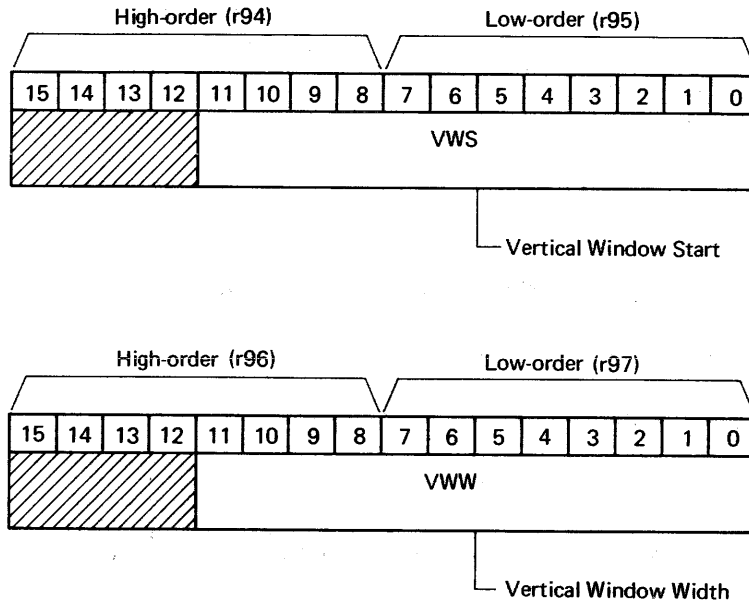 High-order (r94) Low-order (r95)
15 14 13 12 11 10 9 8 7 6 5 4 3 2 1 0
VWS
Vertical Window Start
High-order (r96) Low-order (r97)
15 14 13 12 11 10 9 8 7 6 5 4 3 2 1 0
VWW
Vertical Window Width